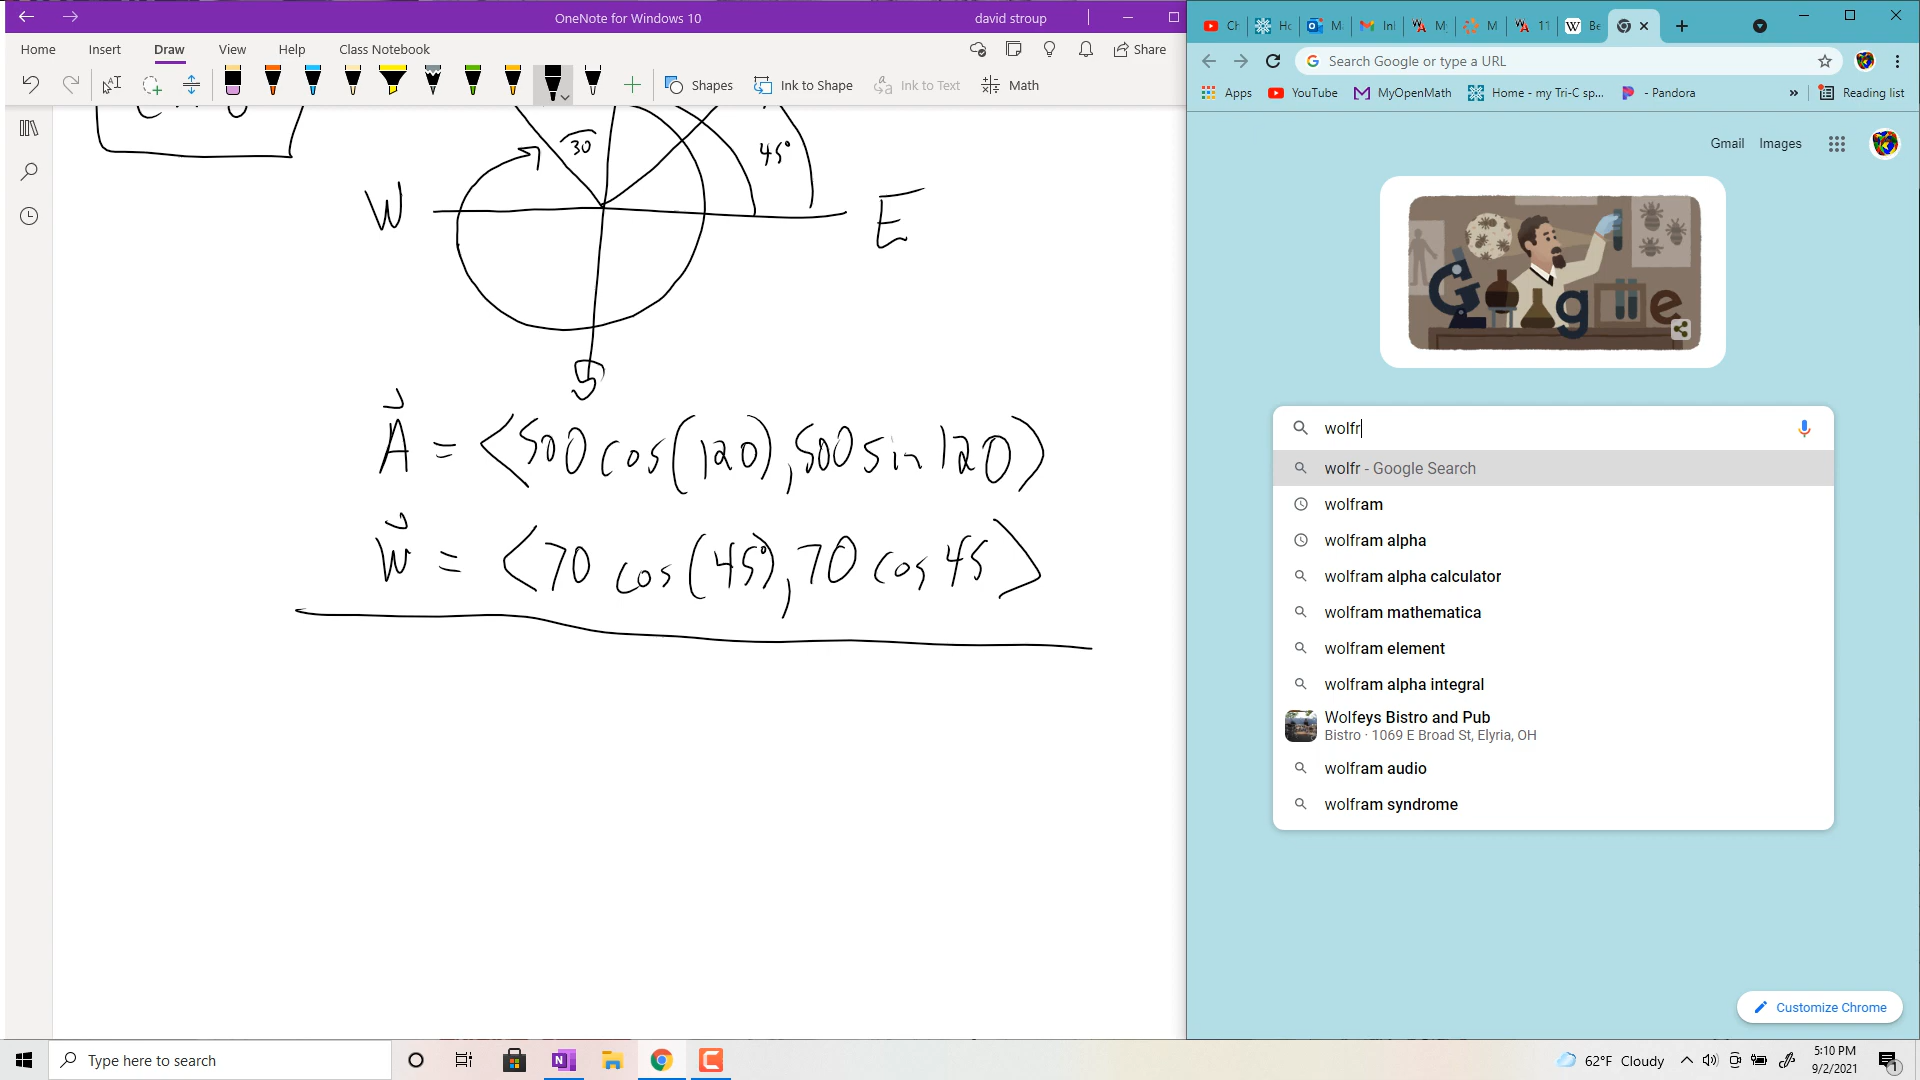 OneNote for Windows 10
david stroup
Home Insert Draw View Help Class Notebook
Share
Shapes Ink to Shape Ink to Text Math
30
45°
W E
S
A = <500 cos(120), 500 sin 120>
W = <70 cos(45°), 70 cos 45>
Search Google or type a URL
Apps YouTube MyOpenMath Home - my Tri-C sp... - Pandora » Reading list
Gmail Images
Google
wolfr
wolfr - Google Search
wolfram
wolfram alpha
wolfram alpha calculator
wolfram mathematica
wolfram element
wolfram alpha integral
Wolfeys Bistro and Pub
Bistro · 1069 E Broad St, Elyria, OH
wolfram audio
wolfram syndrome
Customize Chrome
Type here to search
62°F Cloudy
5:10 PM
9/2/2021
1